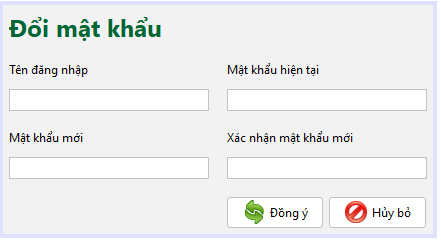 Đổi mật khẩu
Tên đăng nhập
Mật khẩu hiện tại
Mật khẩu mới
Xác nhận mật khẩu mới
Đồng ý
Hủy bỏ